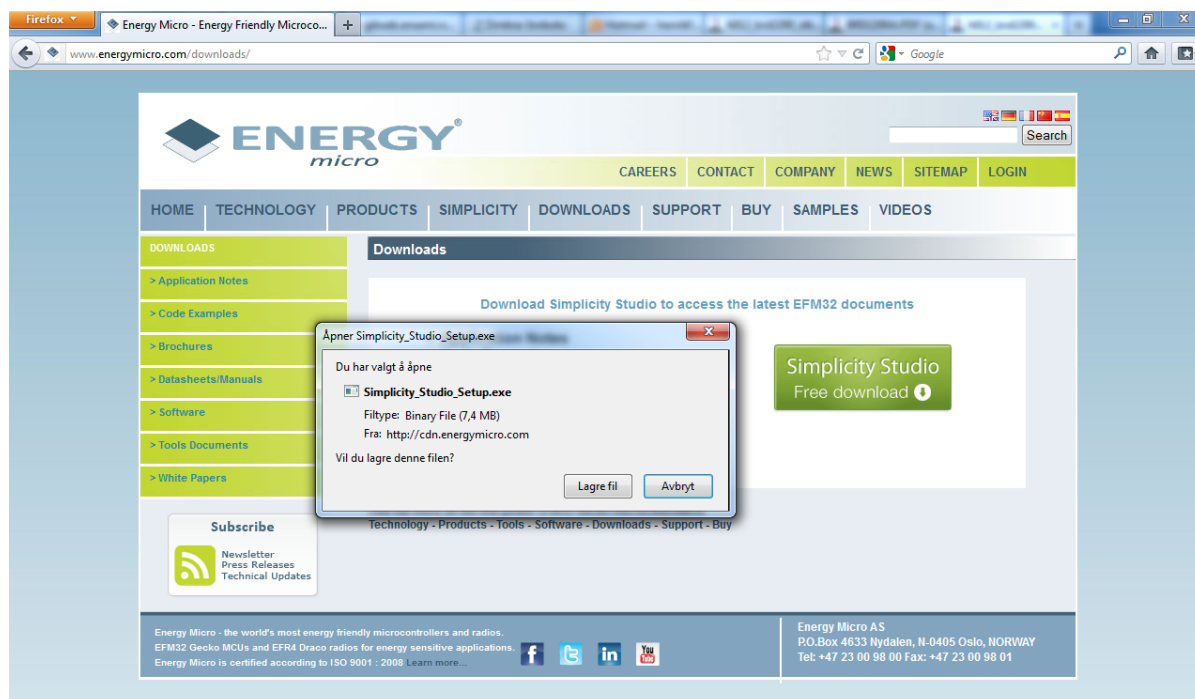 Firefox
Energy Micro - Energy Friendly Microco...
www.energymicro.com/downloads/
Google
ENERGY®
micro
Search
CAREERS CONTACT COMPANY NEWS SITEMAP LOGIN
HOME TECHNOLOGY PRODUCTS SIMPLICITY DOWNLOADS SUPPORT BUY SAMPLES VIDEOS
DOWNLOADS
> Application Notes
> Code Examples
> Brochures
> Datasheets/Manuals
> Software
> Tools Documents
> White Papers
Downloads
Download Simplicity Studio to access the latest EFM32 documents
Simplicity Studio
Free download
Åpner Simplicity_Studio_Setup.exe
Du har valgt å åpne
Simplicity_Studio_Setup.exe
Filtype: Binary File (7,4 MB)
Fra: http://cdn.energymicro.com
Vil du lagre denne filen?
Lagre fil
Avbryt
Technology - Products - Tools - Software - Downloads - Support - Buy
Subscribe
Newsletter
Press Releases
Technical Updates
Energy Micro - the world's most energy friendly microcontrollers and radios.
EFM32 Gecko MCUs and EFR4 Draco radios for energy sensitive applications.
Energy Micro is certified according to ISO 9001 : 2008 Learn more...
f
in
You
Tube
Energy Micro AS
P.O.Box 4633 Nydalen, N-0405 Oslo, NORWAY
Tel: +47 23 00 98 00 Fax: +47 23 00 98 01